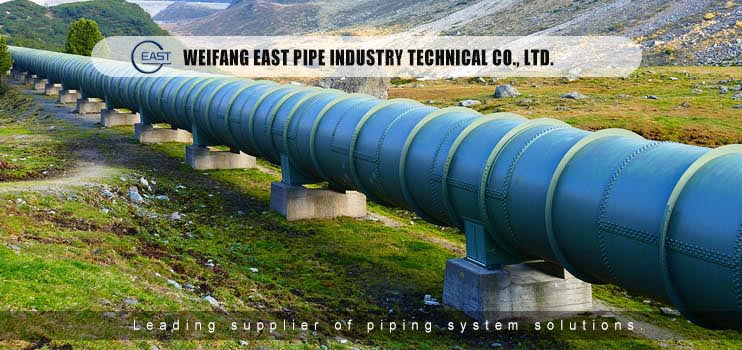 EAST
WEIFANG EAST PIPE INDUSTRY TECHNICAL CO., LTD.
Leading supplier of piping system solutions.